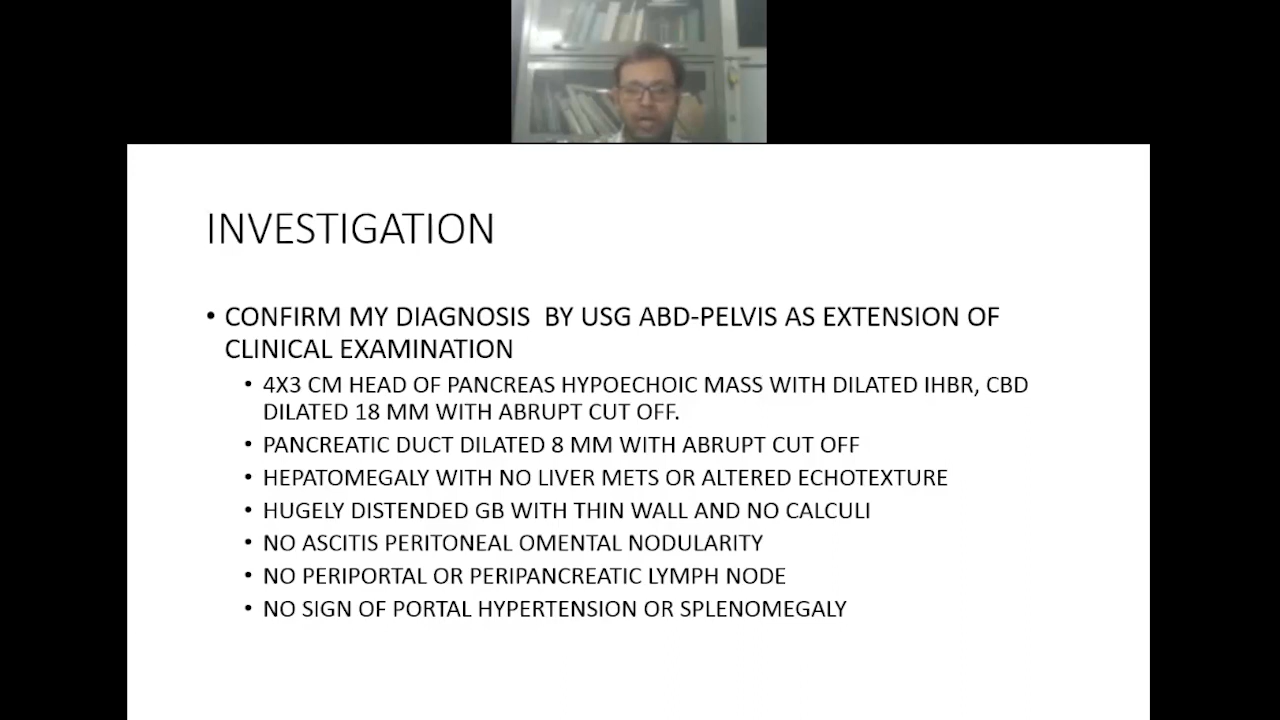 INVESTIGATION
• CONFIRM MY DIAGNOSIS BY USG ABD-PELVIS AS EXTENSION OF
CLINICAL EXAMINATION
• 4X3 CM HEAD OF PANCREAS HYPOECHOIC MASS WITH DILATED IHBR, CBD
DILATED 18 MM WITH ABRUPT CUT OFF.
• PANCREATIC DUCT DILATED 8 MM WITH ABRUPT CUT OFF
• HEPATOMEGALY WITH NO LIVER METS OR ALTERED ECHOTEXTURE
• HUGELY DISTENDED GB WITH THIN WALL AND NO CALCULI
• NO ASCITIS PERITONEAL OMENTAL NODULARITY
• NO PERIPORTAL OR PERIPANCREATIC LYMPH NODE
• NO SIGN OF PORTAL HYPERTENSION OR SPLENOMEGALY